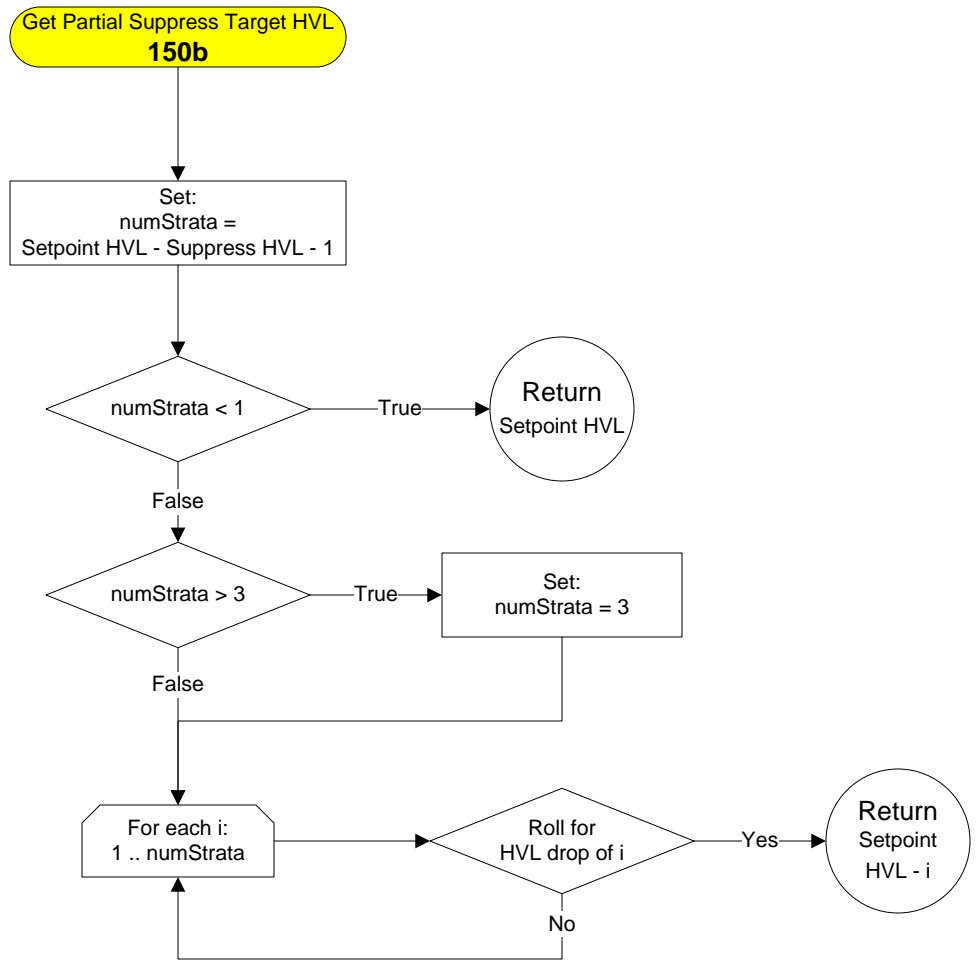 Get Partial Suppress Target HVL
150b
Set:
numStrata =
Setpoint HVL - Suppress HVL - 1
numStrata < 1
True
Return
Setpoint HVL
False
numStrata > 3
True
Set:
numStrata = 3
False
For each i:
1 .. numStrata
Roll for
HVL drop of i
Yes
Return
Setpoint
HVL - i
No